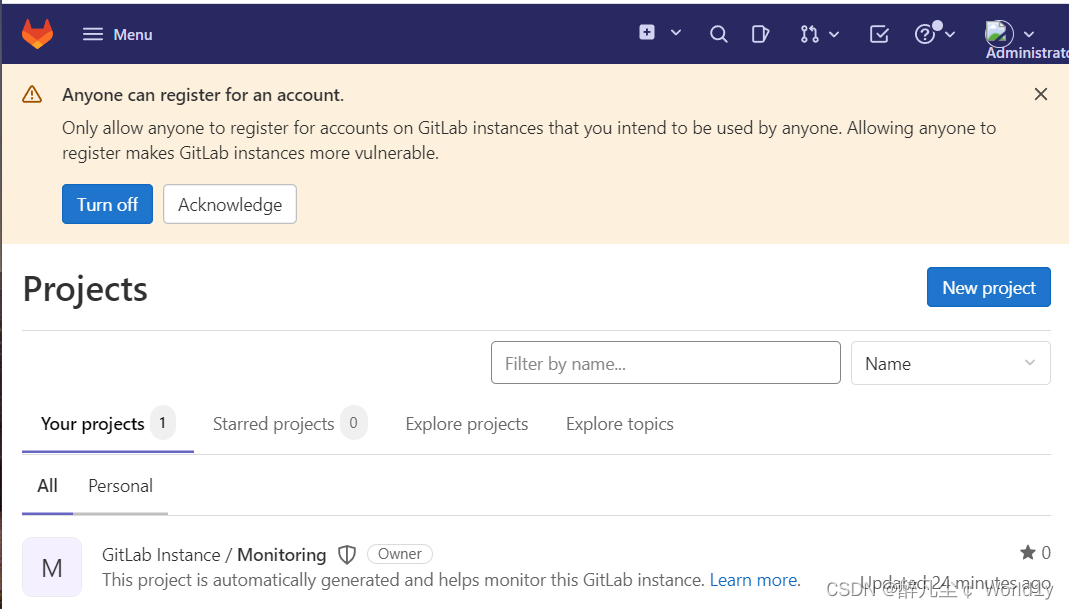 Menu
Administrato
Anyone can register for an account.
Only allow anyone to register for accounts on GitLab instances that you intend to be used by anyone. Allowing anyone to
register makes GitLab instances more vulnerable.
Turn off Acknowledge
Projects
New project
Filter by name...
Name
Your projects 1 Starred projects 0 Explore projects Explore topics
All Personal
M
GitLab Instance / Monitoring Owner
0
This project is automatically generated and helps monitor this GitLab instance. Learn more.
Updated 24 minutes ago
CSDN @醉凡尘 World1y